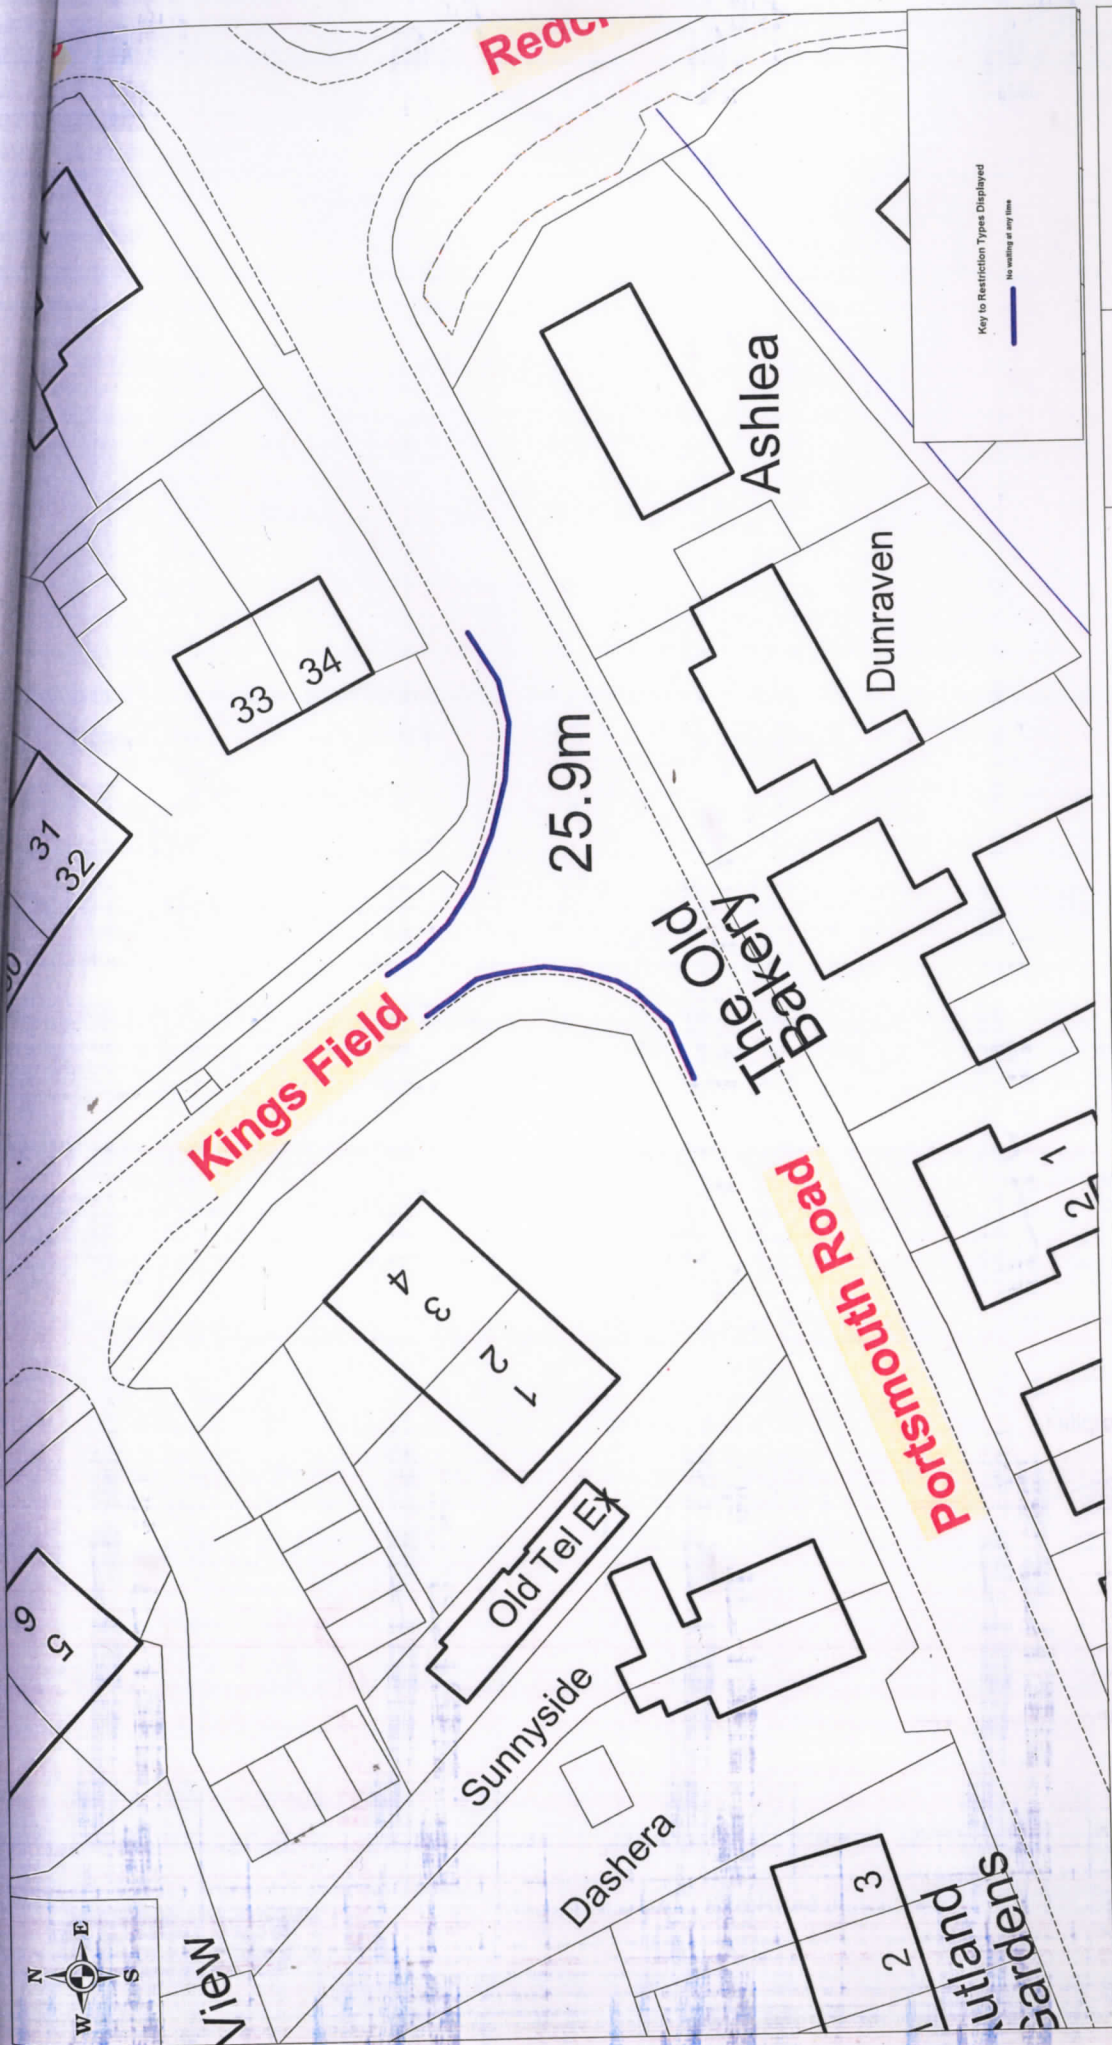 Redcr
Key to Restriction Types Displayed
No waiting at any time
Ashlea
Dunraven
33
34
31
32
25.9m
Kings Field
The Old
Bakery
Portsmouth Road
4
3
2
1
1
2
Old Tel Ex
6
5
Sunnyside
Dashera
3
2
utland
Gardens
View
N
E
S
W